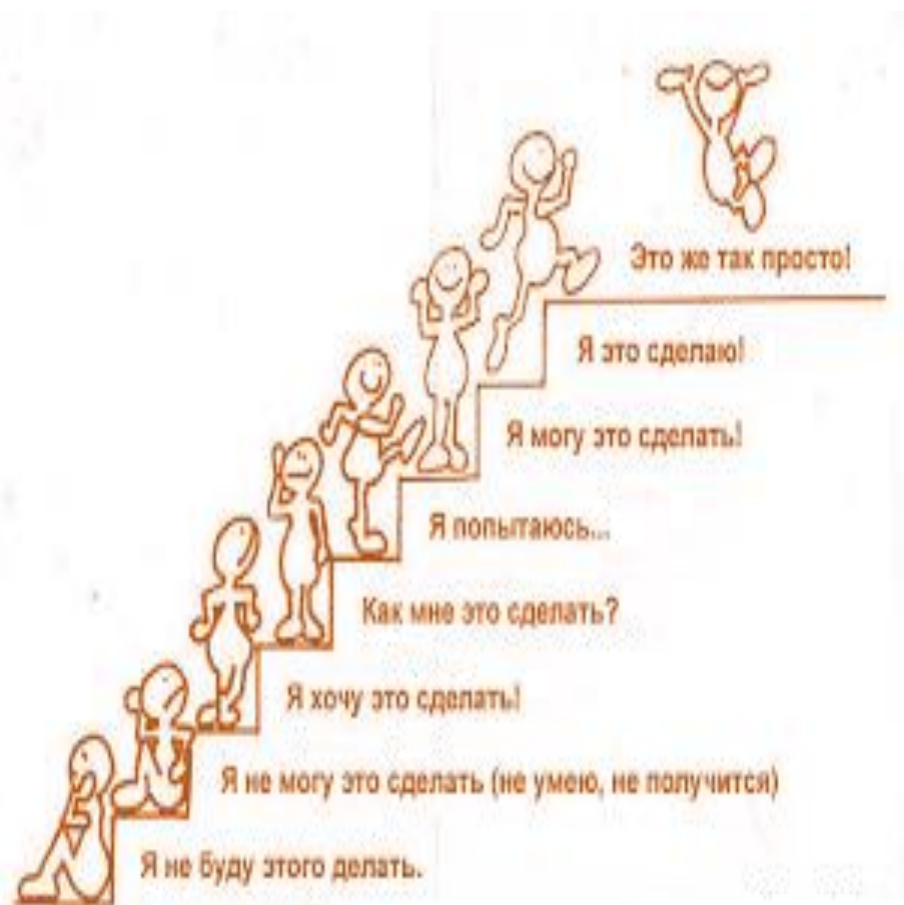 Это же так просто!
Я это сделаю!
Я могу это сделать!
Я попытаюсь...
Как мне это сделать?
Я хочу это сделать!
Я не могу это сделать (не умею, не получится)
Я не буду этого делать.